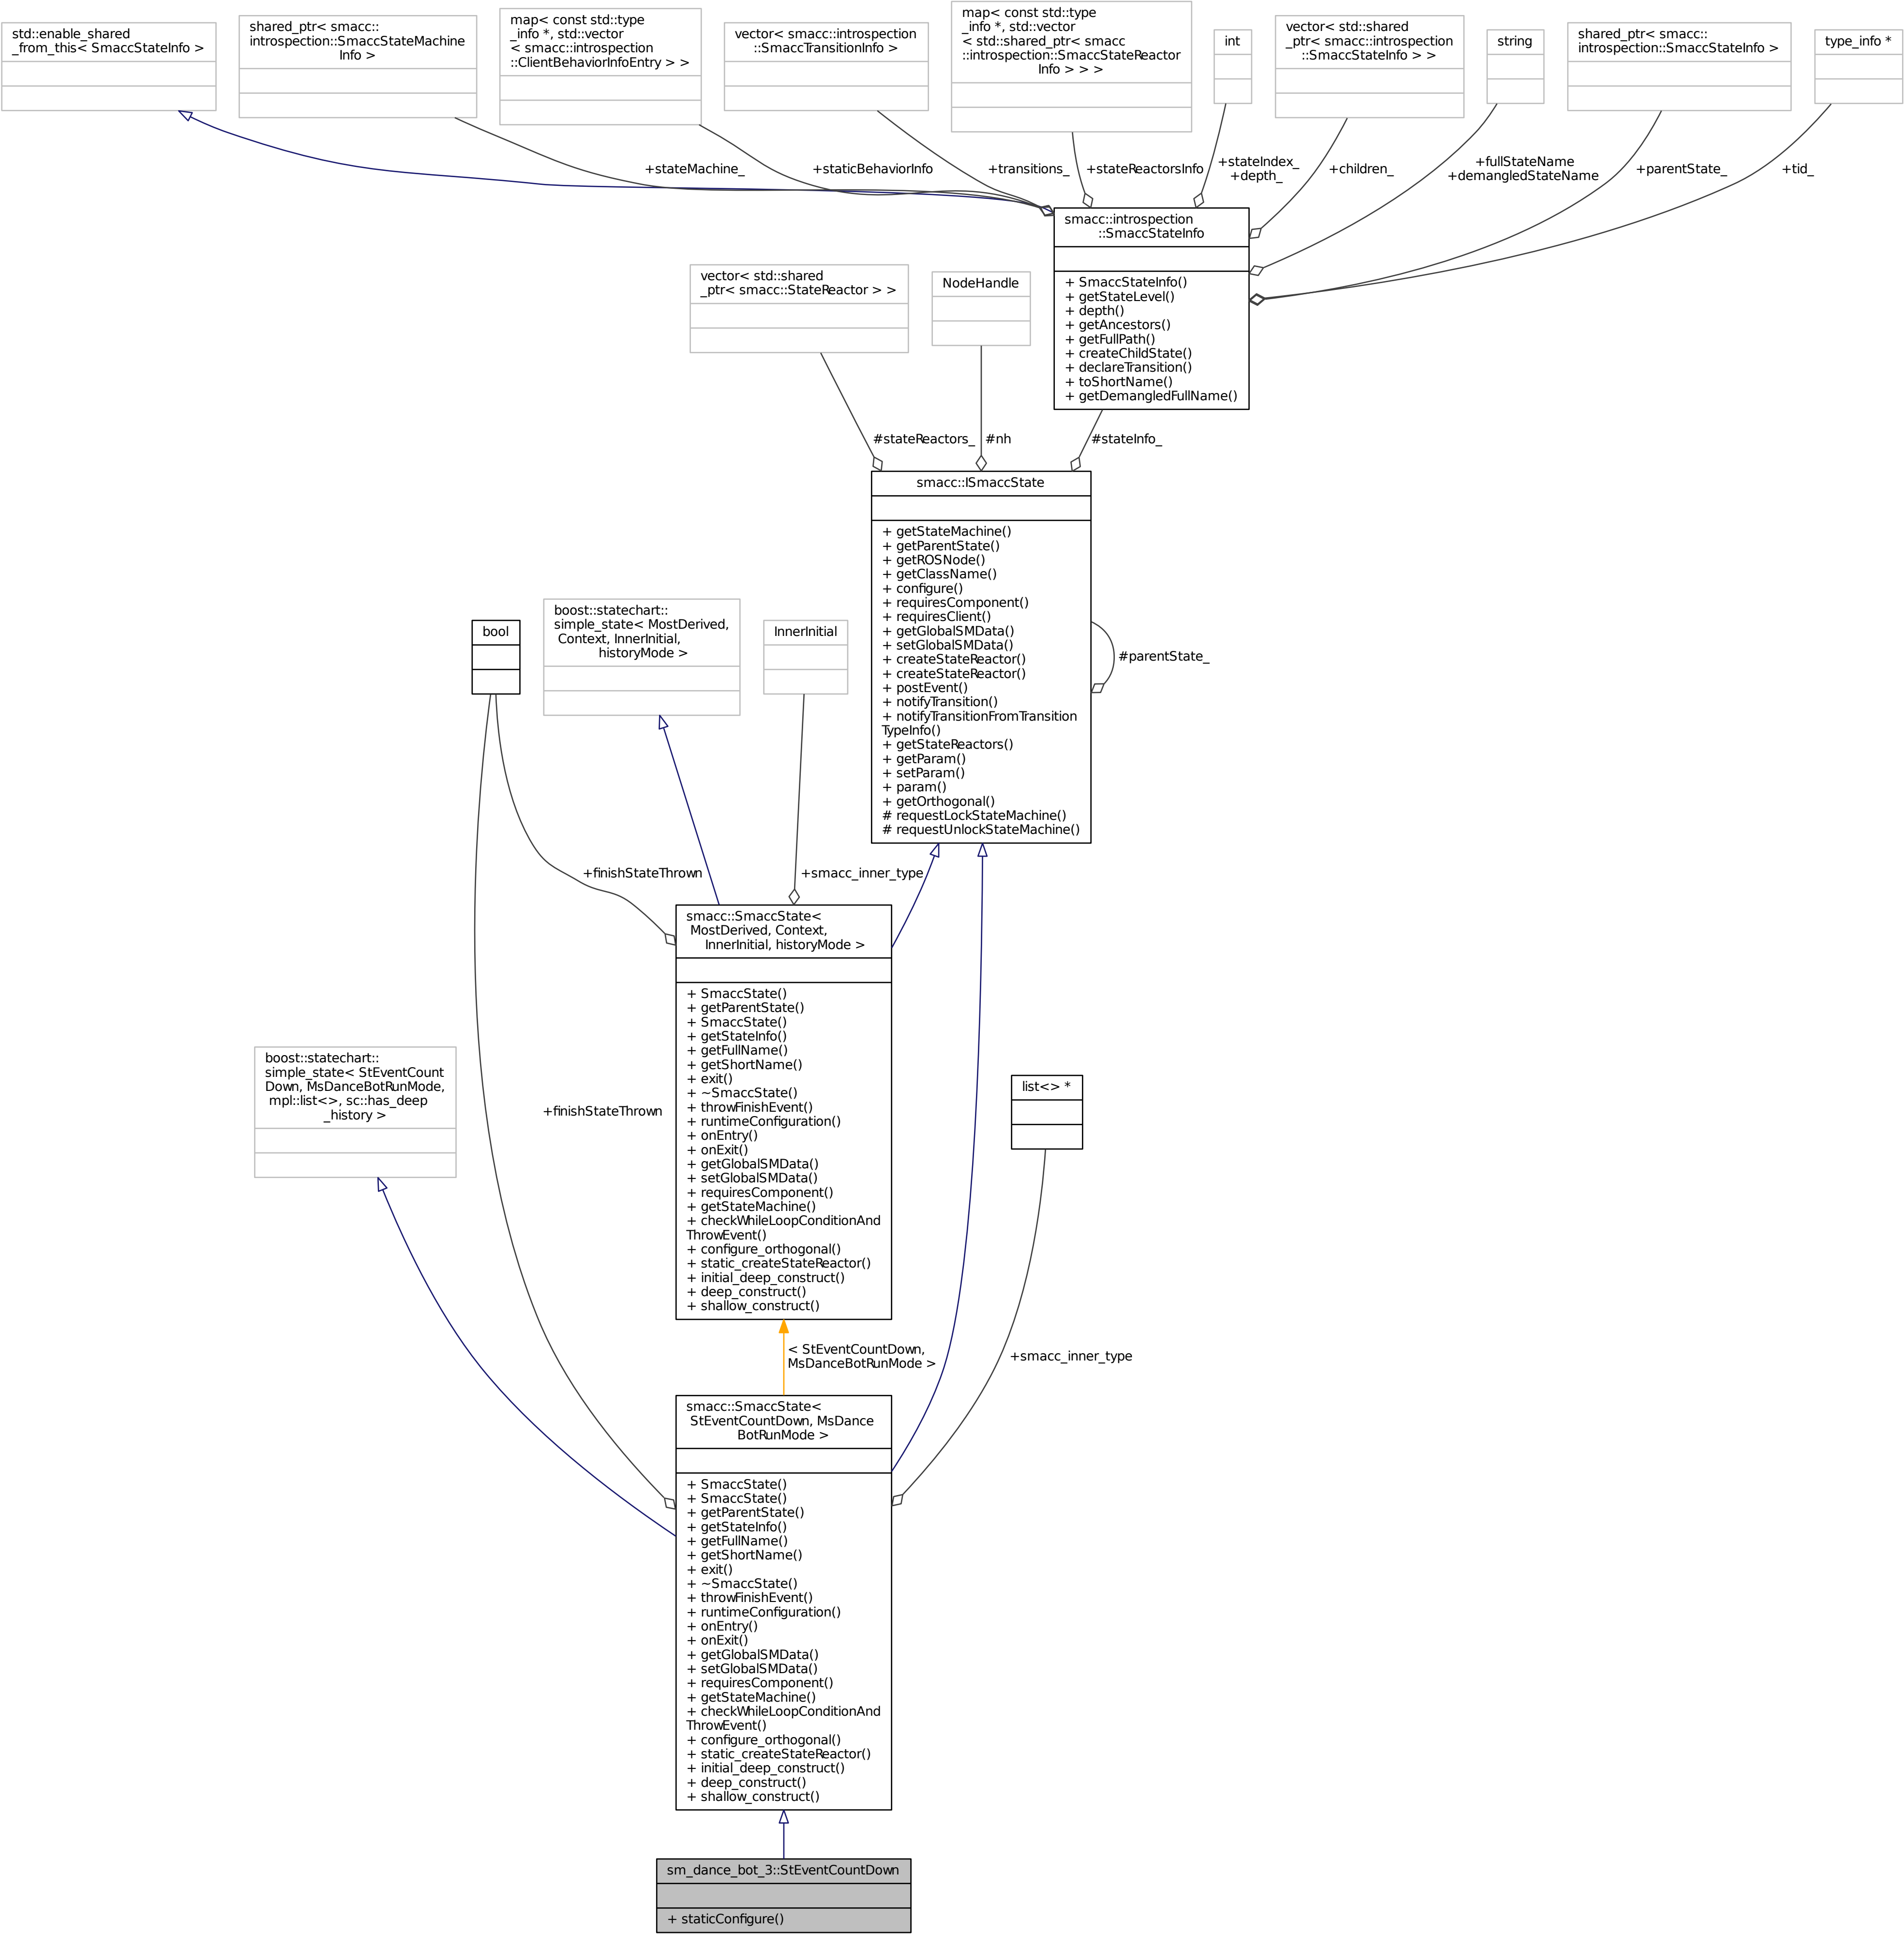 std::enable_shared
_from_this< SmaccStateInfo >
shared_ptr< smacc::
introspection::SmaccStateMachine
Info >
map< const std::type
_info *, std::vector
< smacc::introspection
::ClientBehaviorInfoEntry > >
vector< smacc::introspection
::SmaccTransitionInfo >
map< const std::type
_info *, std::vector
< std::shared_ptr< smacc
::introspection::SmaccStateReactor
Info > > >
int
vector< std::shared
_ptr< smacc::introspection
::SmaccStateInfo > >
string
shared_ptr< smacc::
introspection::SmaccStateInfo >
type_info *
+stateMachine_
+staticBehaviorInfo
+transitions_
+stateReactorsInfo
+stateIndex_
+depth_
+children_
+fullStateName
+demangledStateName
+parentState_
+tid_
smacc::introspection
::SmaccStateInfo
+ SmaccStateInfo()
+ getStateLevel()
+ depth()
+ getAncestors()
+ getFullPath()
+ createChildState()
+ declareTransition()
+ toShortName()
+ getDemangledFullName()
vector< std::shared
_ptr< smacc::StateReactor > >
NodeHandle
#stateReactors_
#nh
#stateInfo_
smacc::ISmaccState
+ getStateMachine()
+ getParentState()
+ getROSNode()
+ getClassName()
+ configure()
+ requiresComponent()
+ requiresClient()
+ getGlobalSMData()
+ setGlobalSMData()
+ createStateReactor()
+ createStateReactor()
+ postEvent()
+ notifyTransition()
+ notifyTransitionFromTransition
TypeInfo()
+ getStateReactors()
+ getParam()
+ setParam()
+ param()
+ getOrthogonal()
# requestLockStateMachine()
# requestUnlockStateMachine()
#parentState_
bool
boost::statechart::
simple_state< MostDerived,
Context, InnerInitial,
historyMode >
InnerInitial
+finishStateThrown
+smacc_inner_type
smacc::SmaccState<
MostDerived, Context,
InnerInitial, historyMode >
+ SmaccState()
+ getParentState()
+ SmaccState()
+ getStateInfo()
+ getFullName()
+ getShortName()
+ exit()
+ ~SmaccState()
+ throwFinishEvent()
+ runtimeConfiguration()
+ onEntry()
+ onExit()
+ getGlobalSMData()
+ setGlobalSMData()
+ requiresComponent()
+ getStateMachine()
+ checkWhileLoopConditionAnd
ThrowEvent()
+ configure_orthogonal()
+ static_createStateReactor()
+ initial_deep_construct()
+ deep_construct()
+ shallow_construct()
boost::statechart::
simple_state< StEventCount
Down, MsDanceBotRunMode,
mpl::list<>, sc::has_deep
_history >
+finishStateThrown
list<> *
< StEventCountDown,
MsDanceBotRunMode >
+smacc_inner_type
smacc::SmaccState<
StEventCountDown, MsDance
BotRunMode >
+ SmaccState()
+ SmaccState()
+ getParentState()
+ getStateInfo()
+ getFullName()
+ getShortName()
+ exit()
+ ~SmaccState()
+ throwFinishEvent()
+ runtimeConfiguration()
+ onEntry()
+ onExit()
+ getGlobalSMData()
+ setGlobalSMData()
+ requiresComponent()
+ getStateMachine()
+ checkWhileLoopConditionAnd
ThrowEvent()
+ configure_orthogonal()
+ static_createStateReactor()
+ initial_deep_construct()
+ deep_construct()
+ shallow_construct()
sm_dance_bot_3::StEventCountDown
+ staticConfigure()